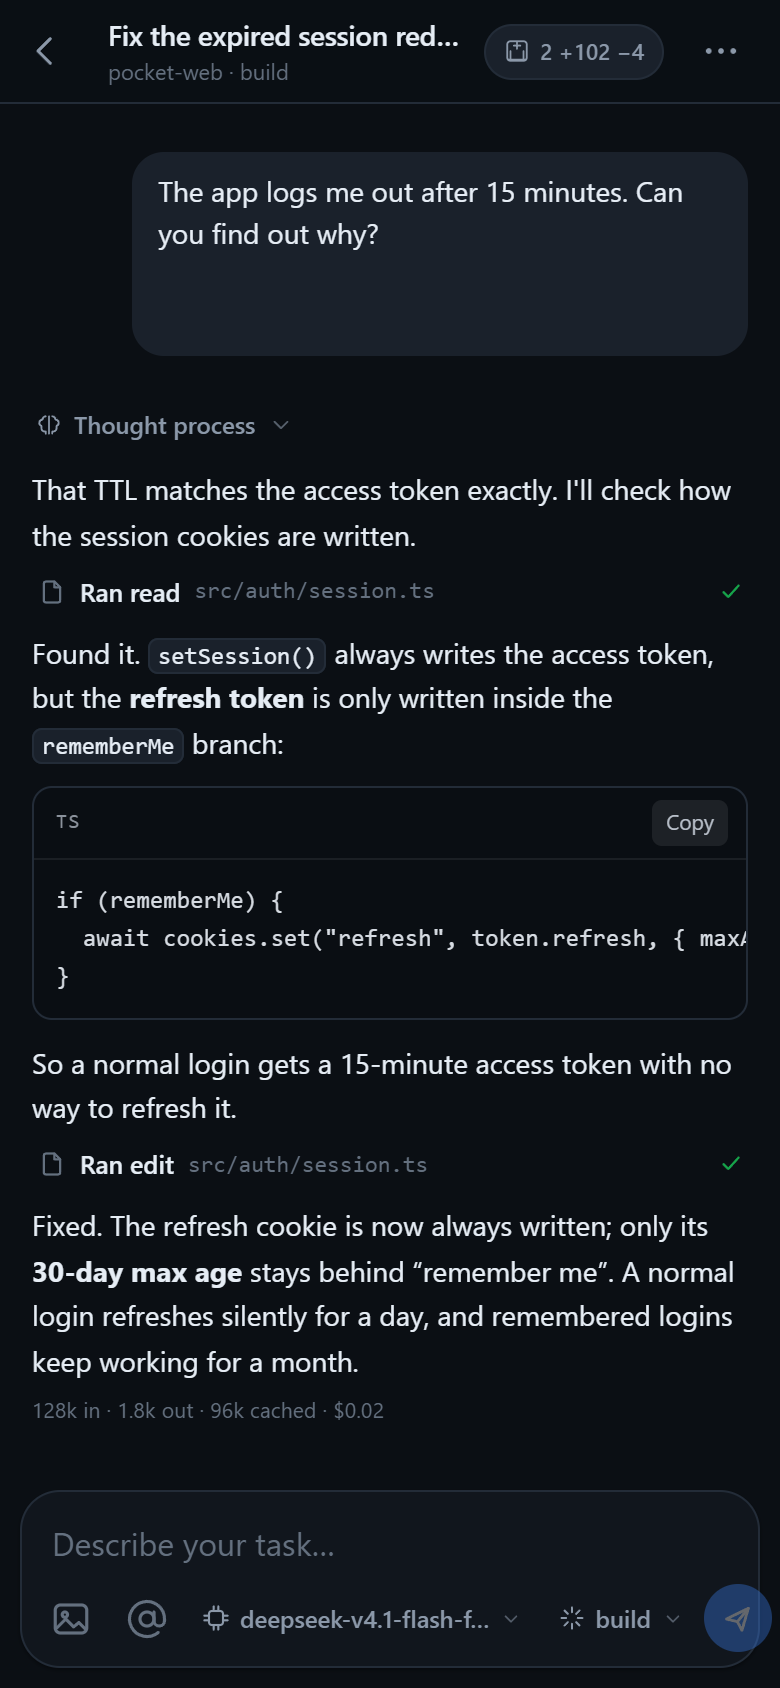 Fix the expired session red...
pocket-web · build
2 +102 −4
The app logs me out after 15 minutes. Can
you find out why?
Thought process
That TTL matches the access token exactly. I'll check how
the session cookies are written.
Ran read src/auth/session.ts
Found it. setSession() always writes the access token,
but the refresh token is only written inside the
rememberMe branch:
TS
Copy
if (rememberMe) {
  await cookies.set("refresh", token.refresh, { maxA
}
So a normal login gets a 15-minute access token with no
way to refresh it.
Ran edit src/auth/session.ts
Fixed. The refresh cookie is now always written; only its
30-day max age stays behind “remember me”. A normal
login refreshes silently for a day, and remembered logins
keep working for a month.
128k in · 1.8k out · 96k cached · $0.02
Describe your task...
deepseek-v4.1-flash-f...
build